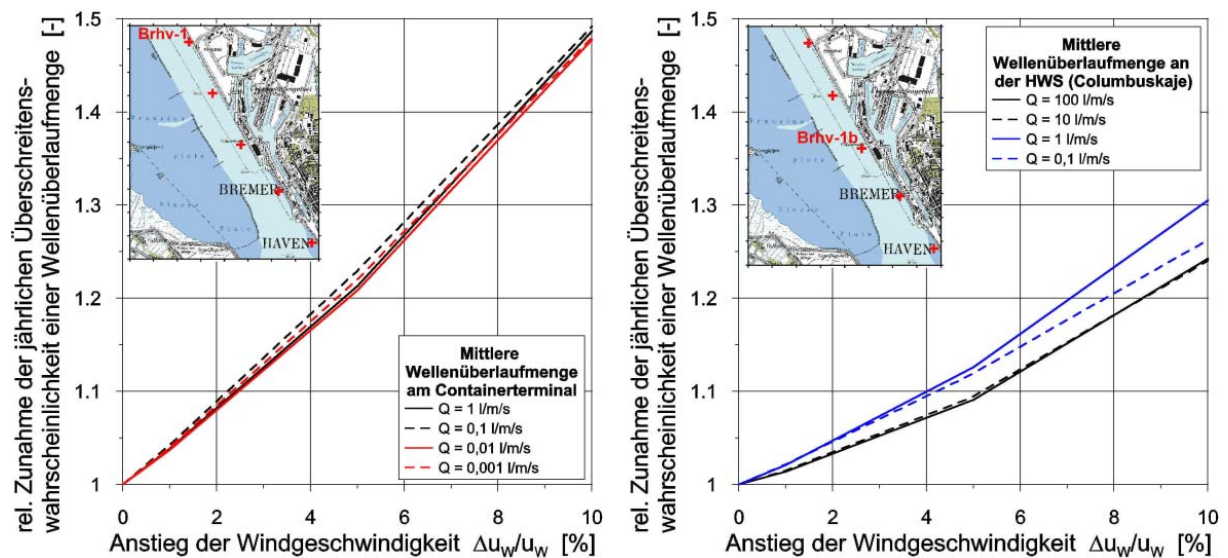 rel. Zunahme der jährlichen Überschreitens-
wahrscheinlichkeit einer Wellenüberlaufmenge [-]
1.5
1.4
1.3
1.2
1.1
1
Brhv-1
BREMER
HAVEN
Mittlere
Wellenüberlaufmenge
am Containerterminal
Q = 1 l/m/s
Q = 0,1 l/m/s
Q = 0,01 l/m/s
Q = 0,001 l/m/s
0 2 4 6 8 10
Anstieg der Windgeschwindigkeit Δuw/uw [%]
rel. Zunahme der jährlichen Überschreitens-
wahrscheinlichkeit einer Wellenüberlaufmenge [-]
1.5
1.4
1.3
1.2
1.1
1
Brhv-1b
BREMER
HAVEN
Mittlere
Wellenüberlaufmenge an
der HWS (Columbuskaje)
Q = 100 l/m/s
Q = 10 l/m/s
Q = 1 l/m/s
Q = 0,1 l/m/s
0 2 4 6 8 10
Anstieg der Windgeschwindigkeit Δuw/uw [%]